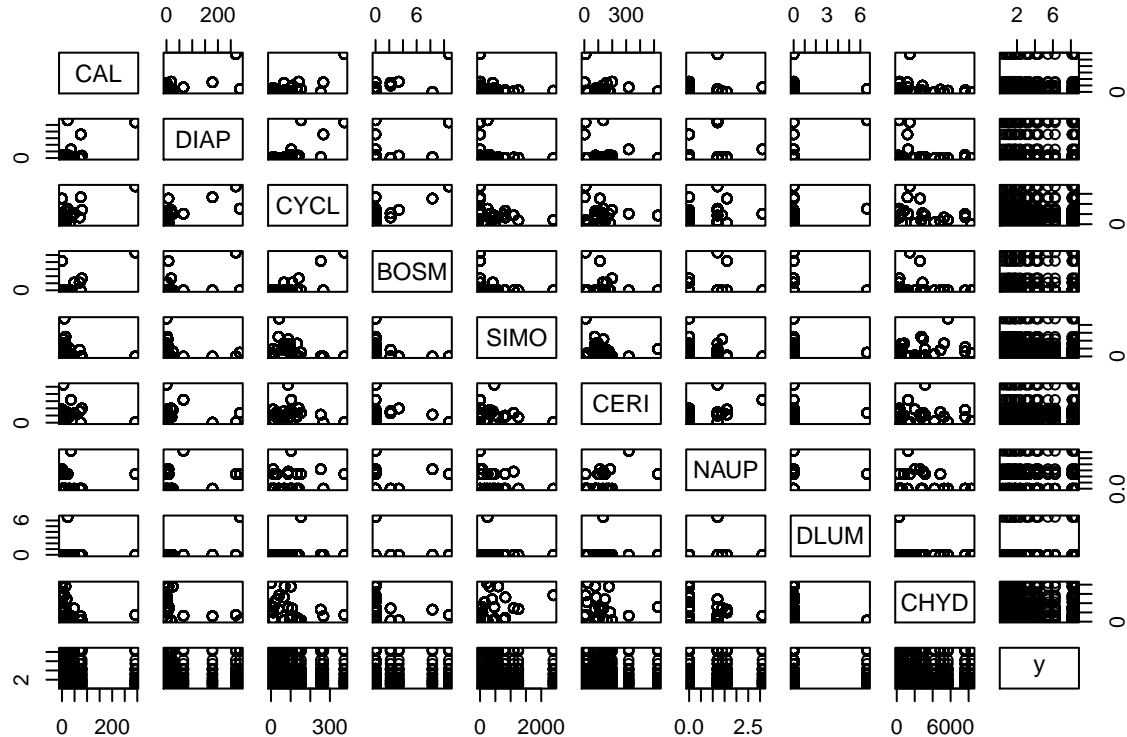 0 200 0 6 0 300 0 3 6 2 6
CAL 0
0 DIAP
CYCL 0
0 BOSM
SIMO 0
0 CERI
NAUP 0.0
0 6 DLUM
CHYD 0
2 y
0 200 0 300 0 2000 0.0 2.5 0 6000